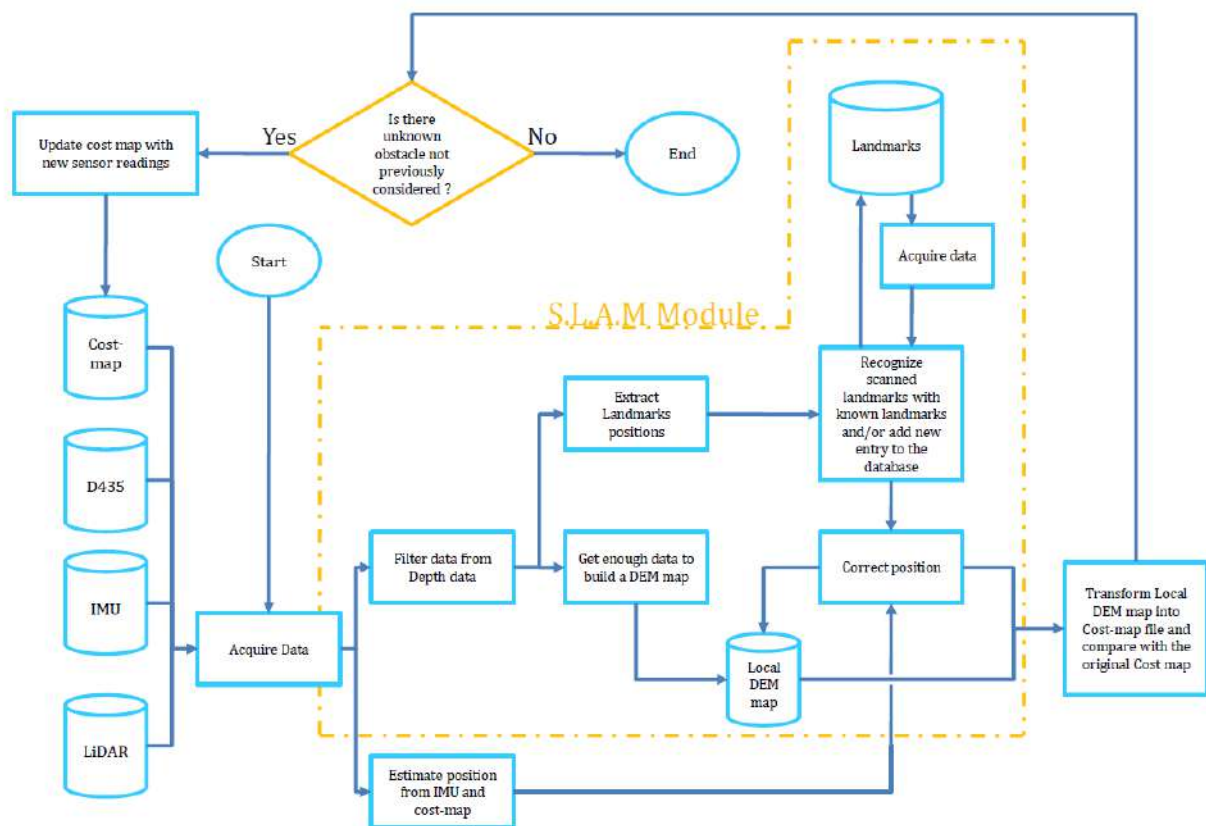 Update cost map with
new sensor readings
Yes
Is there
unknown
obstacle not
previously
considered ?
No
End
Landmarks
Start
Acquire data
S.L.A.M Module
Cost-
map
Extract
Landmarks
positions
Recognize
scanned
landmarks with
known landmarks
and/or add new
entry to the
database
D435
Filter data from
Depth data
Get enough data to
build a DEM map
Correct position
IMU
Acquire Data
Transform Local
DEM map into
Cost-map file and
compare with the
original Cost map
Local
DEM
map
LiDAR
Estimate position
from IMU and
cost-map